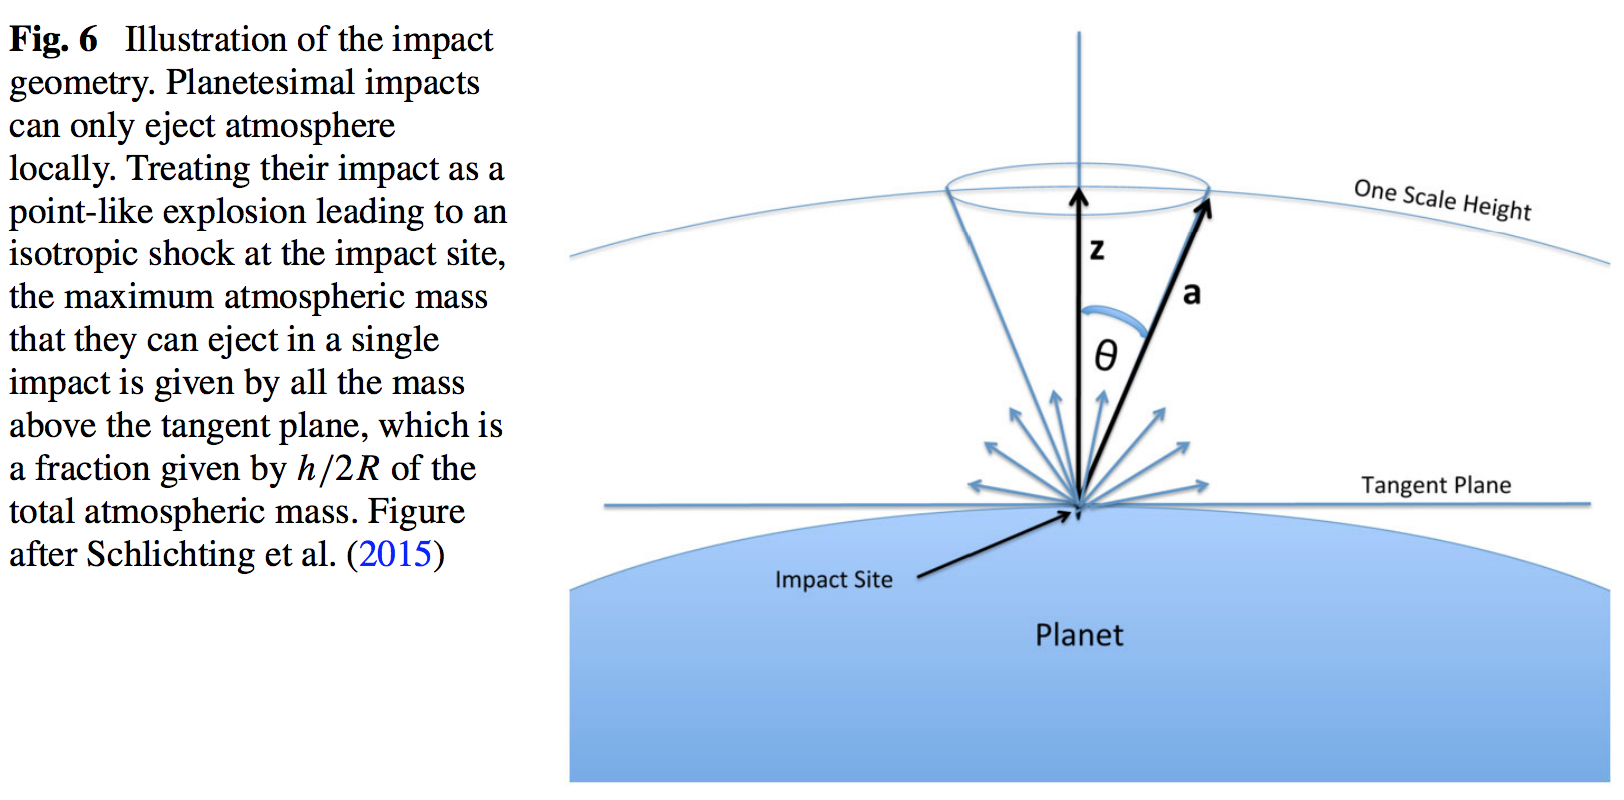 Fig. 6 Illustration of the impact
geometry. Planetesimal impacts
can only eject atmosphere
locally. Treating their impact as a
point-like explosion leading to an
isotropic shock at the impact site,
the maximum atmospheric mass
that they can eject in a single
impact is given by all the mass
above the tangent plane, which is
a fraction given by h/2R of the
total atmospheric mass. Figure
after Schlichting et al. (2015)
One Scale Height
z
a
θ
Tangent Plane
Impact Site
Planet